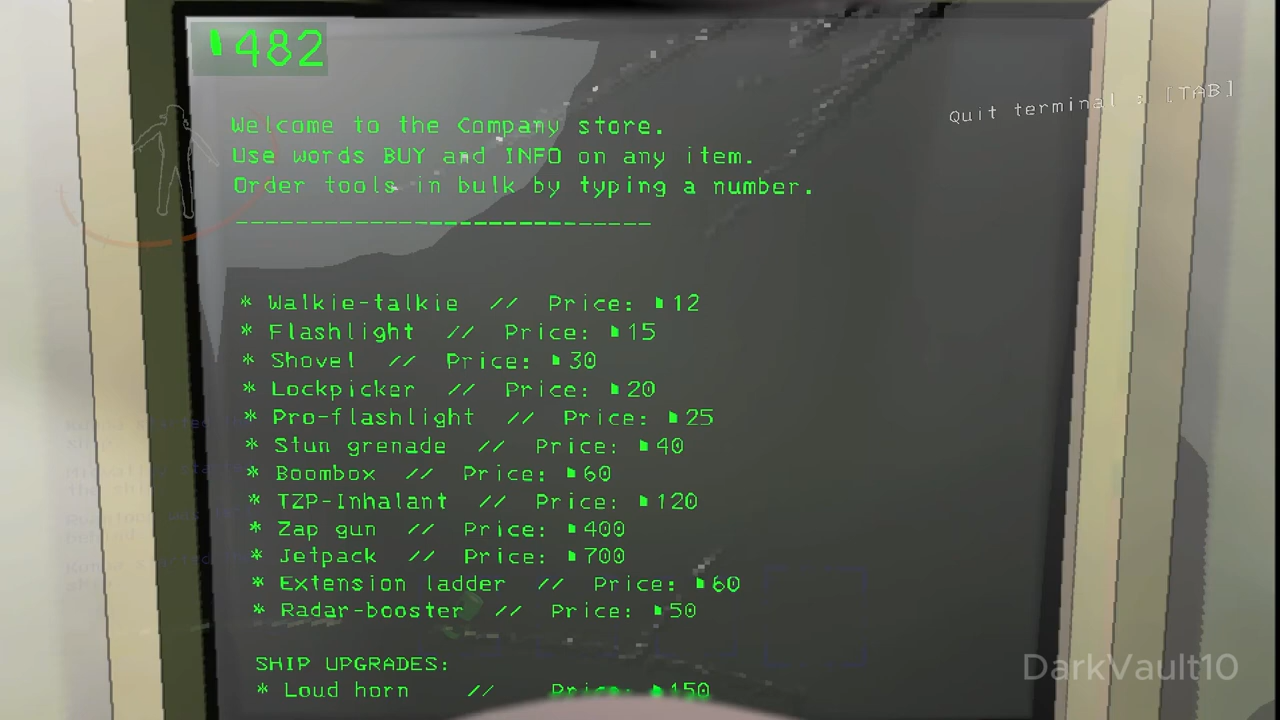 ▮482
Quit terminal : [TAB]
Welcome to the Company store.
Use words BUY and INFO on any item.
Order tools in bulk by typing a number.
----------------------------
* Walkie-talkie // Price: ▮12
* Flashlight // Price: ▮15
* Shovel // Price: ▮30
* Lockpicker // Price: ▮20
* Pro-flashlight // Price: ▮25
* Stun grenade // Price: ▮40
* Boombox // Price: ▮60
* TZP-Inhalant // Price: ▮120
* Zap gun // Price: ▮400
* Jetpack // Price: ▮700
* Extension ladder // Price: ▮60
* Radar-booster // Price: ▮50
SHIP UPGRADES:
* Loud horn // Price: ▮150
DarkVault10